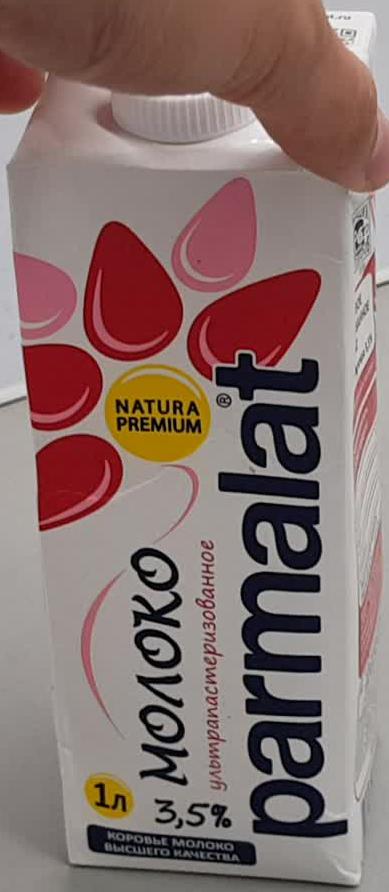 NATURA
PREMIUM
parmalat®
МОЛОКО
ультрапастеризованное
1л
3,5%
КОРОВЬЕ МОЛОКО
ВЫСШЕГО КАЧЕСТВА